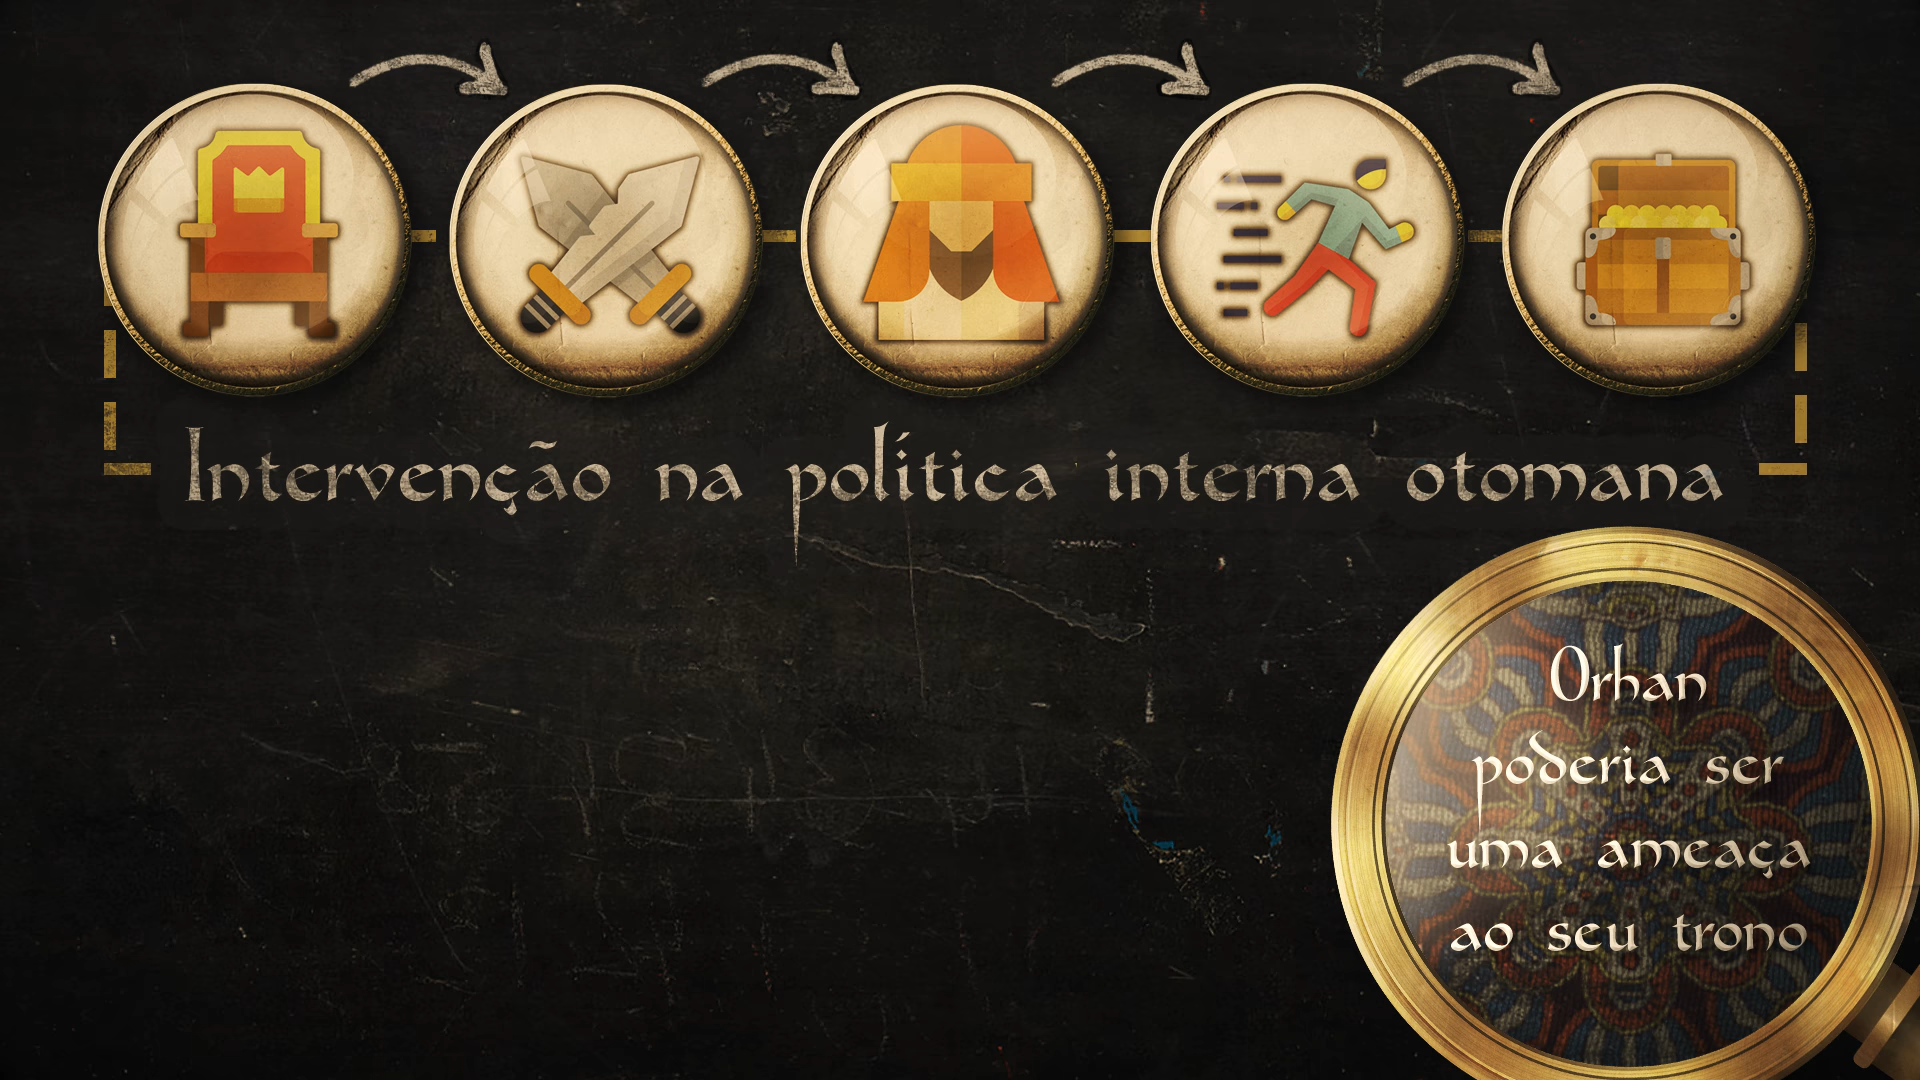 Intervenção na política interna otomana
Orhan
poderia ser
uma ameaça
ao seu trono